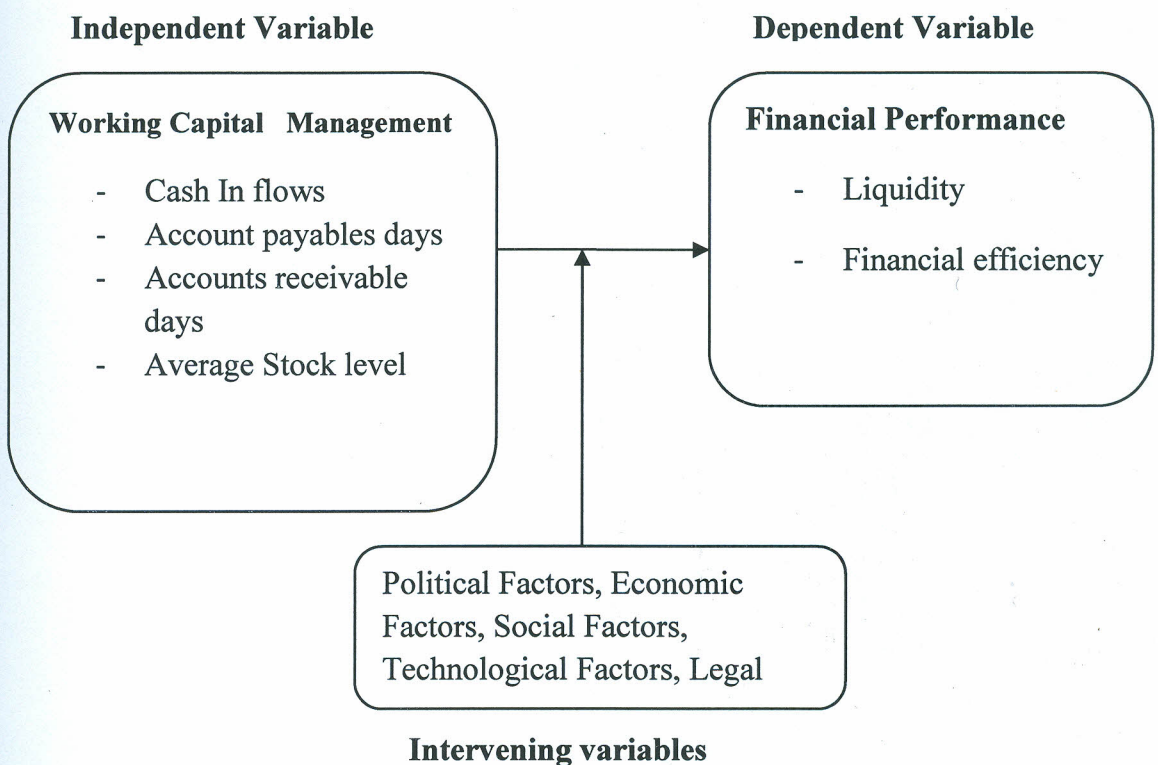 Independent Variable
Dependent Variable
Working Capital Management
- Cash In flows
- Account payables days
- Accounts receivable
days
- Average Stock level
Financial Performance
- Liquidity
- Financial efficiency
Political Factors, Economic
Factors, Social Factors,
Technological Factors, Legal
Intervening variables